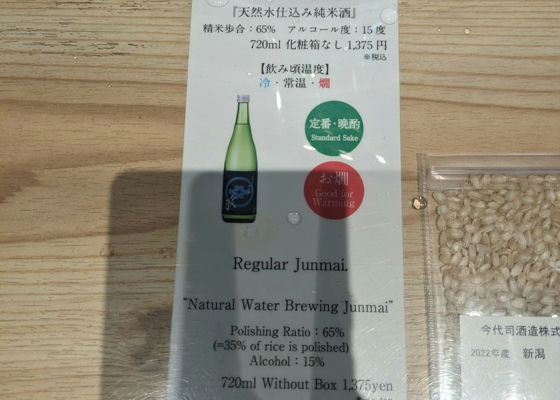 『天然水仕込み純米酒』
精米歩合：65%　アルコール度：15度
720ml 化粧箱なし 1,375円
※税込
【飲み頃温度】
冷・常温・燗
定番・晩酌
Standard Sake
お燗
Good for
Warming
Regular Junmai.
"Natural Water Brewing Junmai"
Polishing Ratio：65%
(=35% of rice is polished)
Alcohol：15%
720ml Without Box 1,375yen
今代司酒造株式
2022年産　新潟